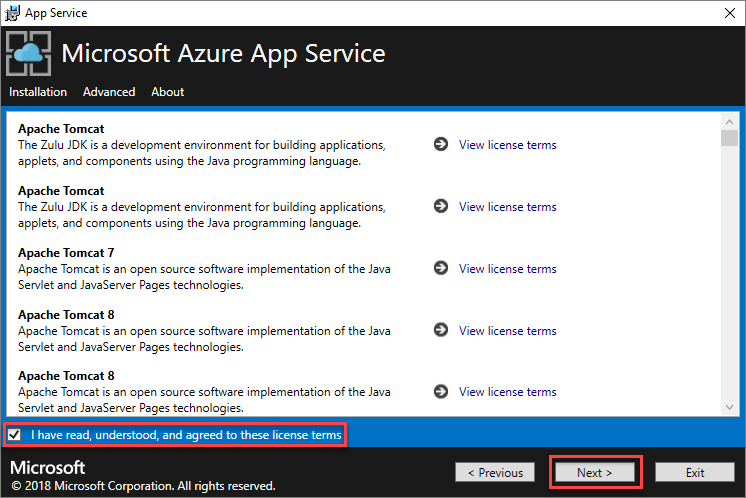 App Service
Microsoft Azure App Service
Installation Advanced About
Apache Tomcat
The Zulu JDK is a development environment for building applications,
applets, and components using the Java programming language.
View license terms
Apache Tomcat
The Zulu JDK is a development environment for building applications,
applets, and components using the Java programming language.
View license terms
Apache Tomcat 7
Apache Tomcat is an open source software implementation of the Java
Servlet and JavaServer Pages technologies.
View license terms
Apache Tomcat 8
Apache Tomcat is an open source software implementation of the Java
Servlet and JavaServer Pages technologies.
View license terms
Apache Tomcat 8
Apache Tomcat is an open source software implementation of the Java
Servlet and JavaServer Pages technologies.
View license terms
I have read, understood, and agreed to these license terms
Microsoft
© 2018 Microsoft Corporation. All rights reserved.
< Previous Next > Exit